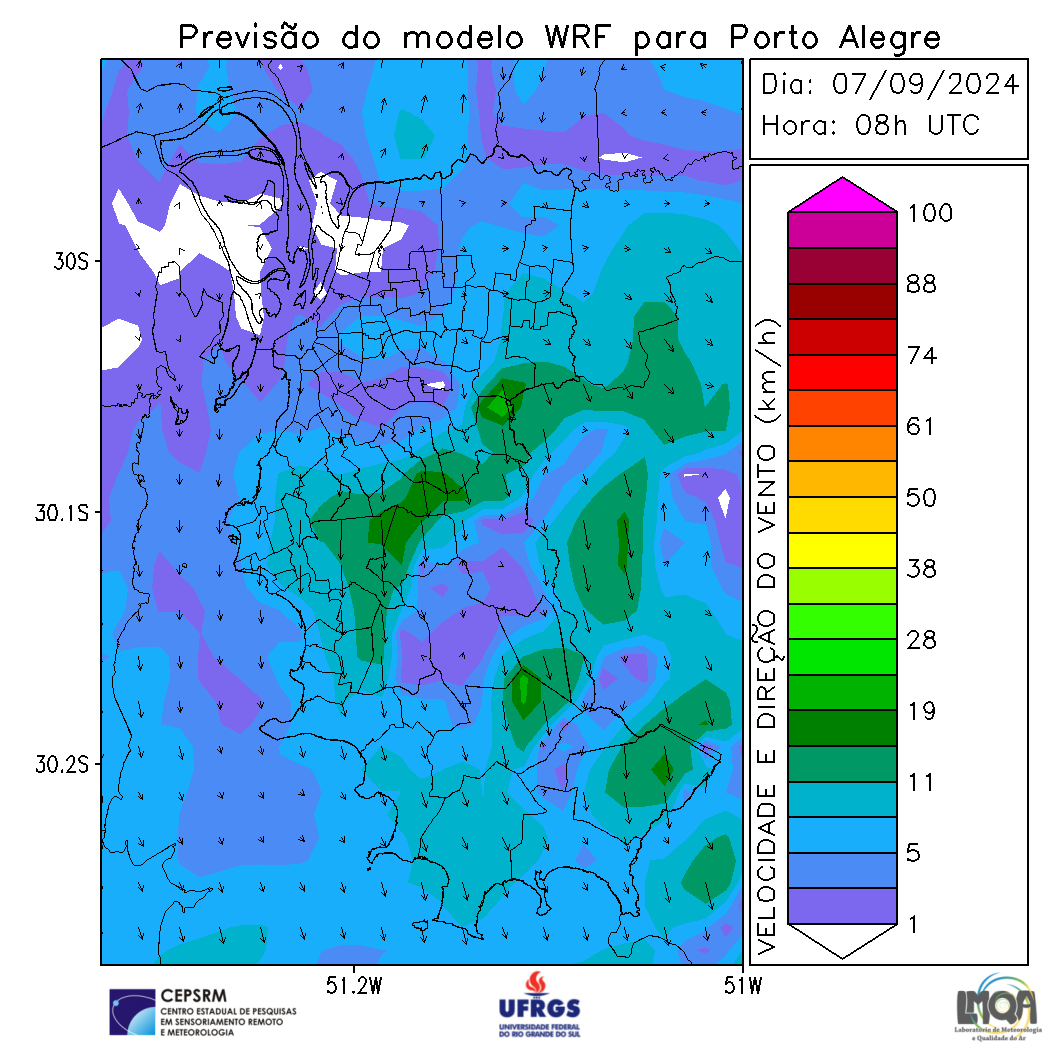 Previsão do modelo WRF para Porto Alegre
Dia: 07/09/2024
Hora: 08h UTC
30S
30.1S
30.2S
51.2W
51W
VELOCIDADE E DIREÇÃO DO VENTO (km/h)
100
88
74
61
50
38
28
19
11
5
1
CEPSRM
CENTRO ESTADUAL DE PESQUISAS
EM SENSORIAMENTO REMOTO
E METEOROLOGIA
UFRGS
UNIVERSIDADE FEDERAL
DO RIO GRANDE DO SUL
LMQA
Laboratório de Meteorologia
e Qualidade do Ar